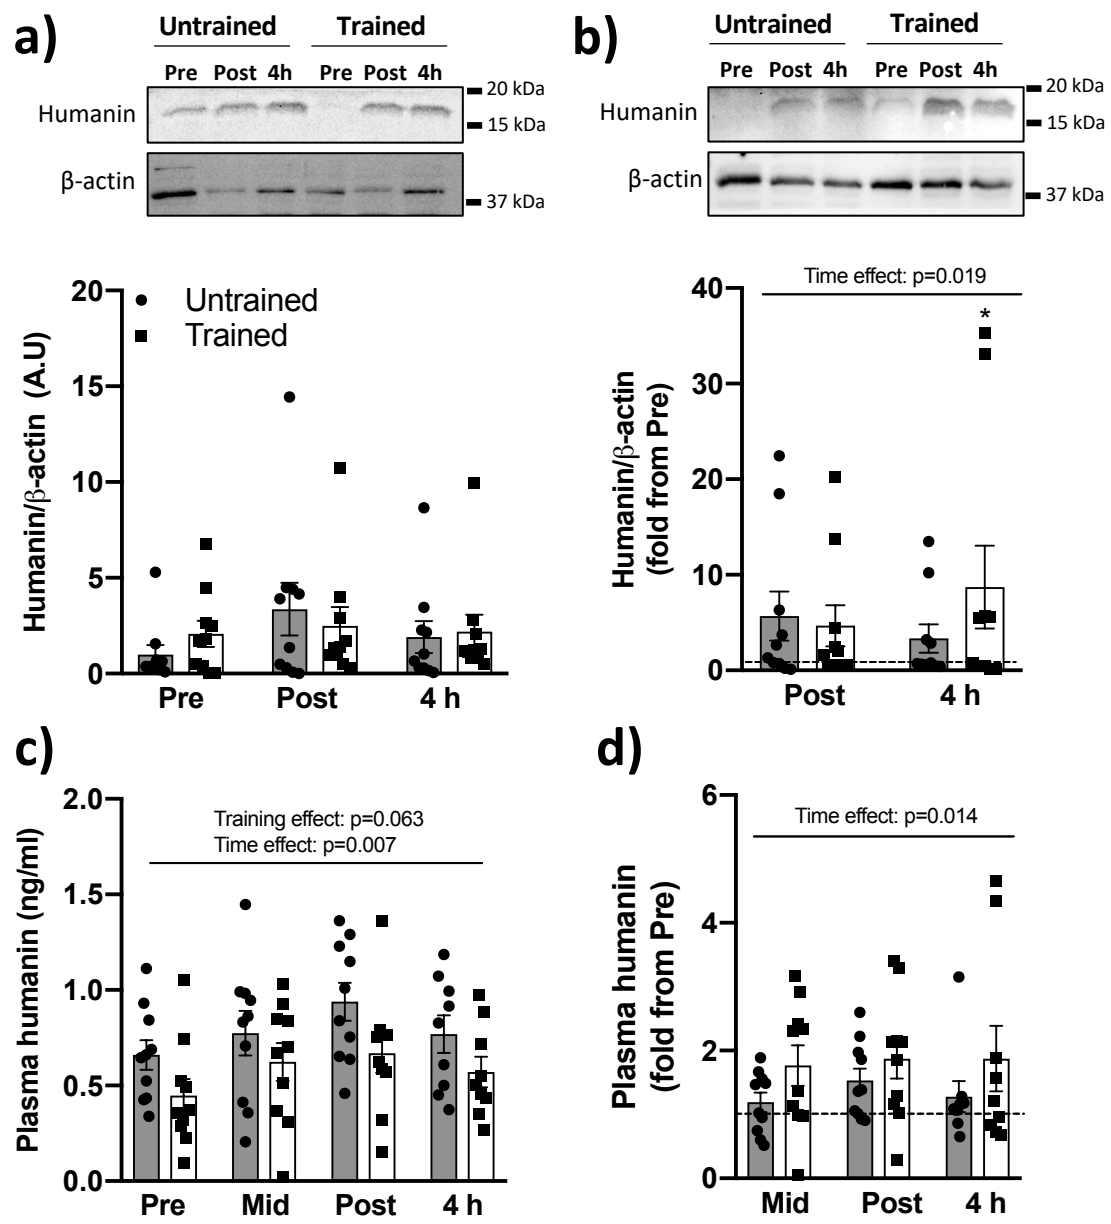 a)
Untrained Trained
Pre Post 4h Pre Post 4h
Humanin
20 kDa
15 kDa
β-actin
37 kDa
20
15
10
5
0
Humanin/β-actin (A.U)
Untrained
Trained
Pre Post 4 h
b)
Untrained Trained
Pre Post 4h Pre Post 4h
Humanin
20 kDa
15 kDa
β-actin
37 kDa
Time effect: p=0.019
*
40
30
20
10
0
Humanin/β-actin
(fold from Pre)
Post 4 h
c)
Training effect: p=0.063
Time effect: p=0.007
2.0
1.5
1.0
0.5
0.0
Plasma humanin (ng/ml)
Pre Mid Post 4 h
d)
Time effect: p=0.014
6
4
2
0
Plasma humanin
(fold from Pre)
Mid Post 4 h